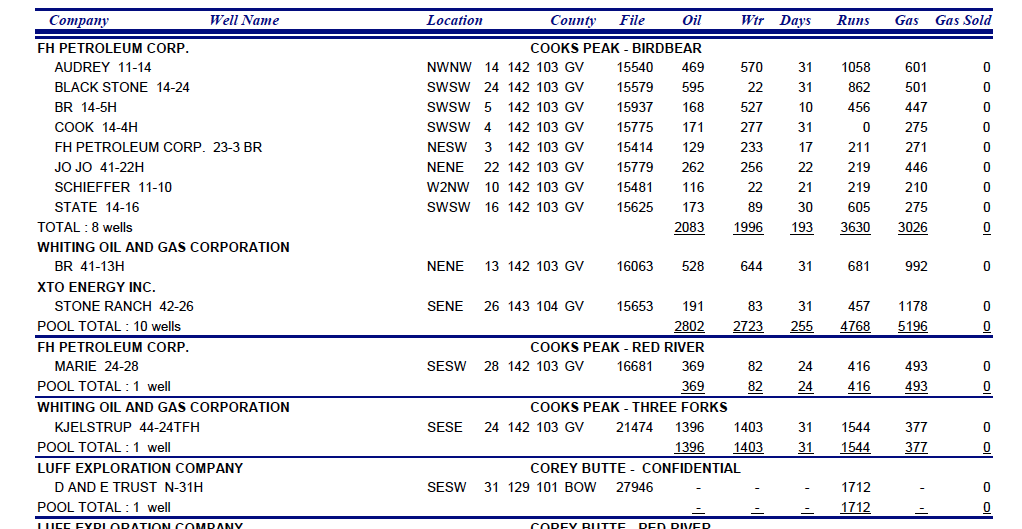 Company Well Name Location County File Oil Wtr Days Runs Gas Gas Sold
FH PETROLEUM CORP. COOKS PEAK - BIRDBEAR
AUDREY 11-14 NWNW 14 142 103 GV 15540 469 570 31 1058 601 0
BLACK STONE 14-24 SWSW 24 142 103 GV 15579 595 22 31 862 501 0
BR 14-5H SWSW 5 142 103 GV 15937 168 527 10 456 447 0
COOK 14-4H SWSW 4 142 103 GV 15775 171 277 31 0 275 0
FH PETROLEUM CORP. 23-3 BR NESW 3 142 103 GV 15414 129 233 17 211 271 0
JO JO 41-22H NENE 22 142 103 GV 15779 262 256 22 219 446 0
SCHIEFFER 11-10 W2NW 10 142 103 GV 15481 116 22 21 219 210 0
STATE 14-16 SWSW 16 142 103 GV 15625 173 89 30 605 275 0
TOTAL : 8 wells 2083 1996 193 3630 3026 0
WHITING OIL AND GAS CORPORATION
BR 41-13H NENE 13 142 103 GV 16063 528 644 31 681 992 0
XTO ENERGY INC.
STONE RANCH 42-26 SENE 26 143 104 GV 15653 191 83 31 457 1178 0
POOL TOTAL : 10 wells 2802 2723 255 4768 5196 0
FH PETROLEUM CORP. COOKS PEAK - RED RIVER
MARIE 24-28 SESW 28 142 103 GV 16681 369 82 24 416 493 0
POOL TOTAL : 1 well 369 82 24 416 493 0
WHITING OIL AND GAS CORPORATION COOKS PEAK - THREE FORKS
KJELSTRUP 44-24TFH SESE 24 142 103 GV 21474 1396 1403 31 1544 377 0
POOL TOTAL : 1 well 1396 1403 31 1544 377 0
LUFF EXPLORATION COMPANY COREY BUTTE - CONFIDENTIAL
D AND E TRUST N-31H SESW 31 129 101 BOW 27946 - - - 1712 - 0
POOL TOTAL : 1 well - - - 1712 - 0
LUFF EXPLORATION COMPANY COREY BUTTE - RED RIVER